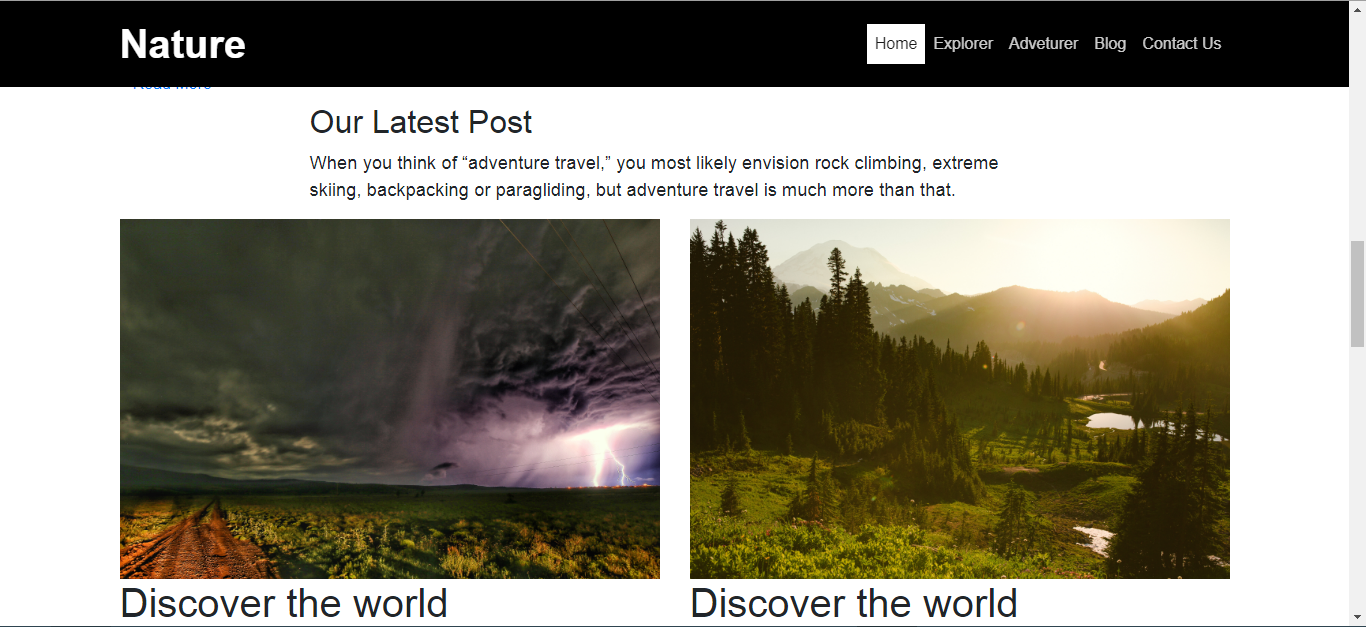 Nature
Home Explorer Adveturer Blog Contact Us
Read More
Our Latest Post
When you think of “adventure travel,” you most likely envision rock climbing, extreme
skiing, backpacking or paragliding, but adventure travel is much more than that.
Discover the world
Discover the world